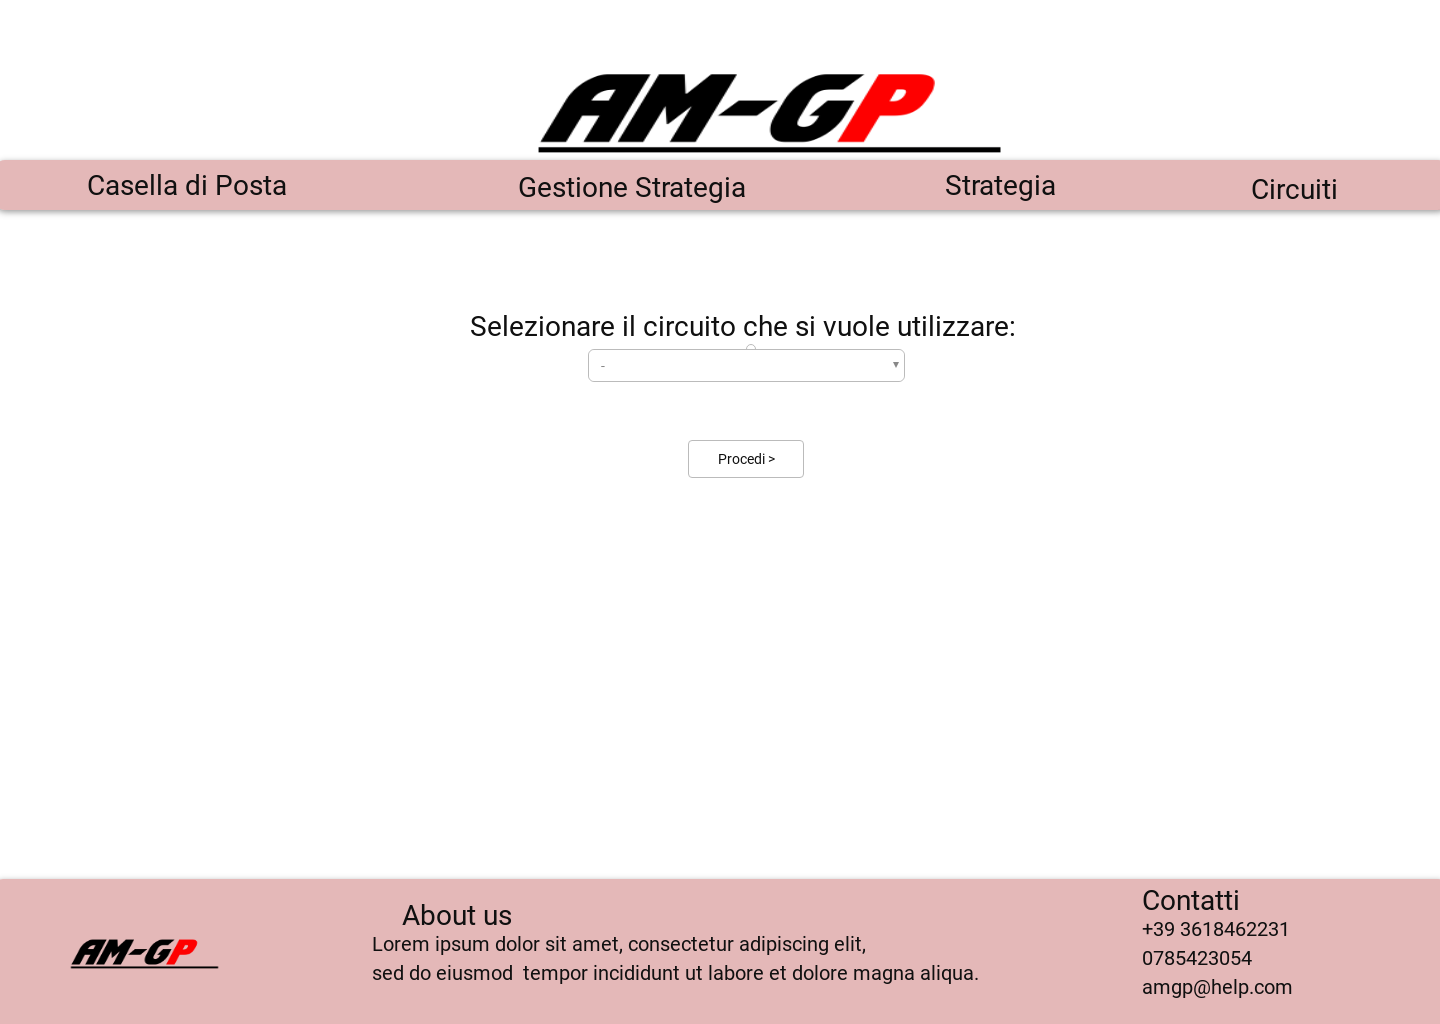 AM-GP
Casella di Posta
Gestione Strategia
Strategia
Circuiti
Selezionare il circuito che si vuole utilizzare:
-
Procedi >
AM-GP
About us
Lorem ipsum dolor sit amet, consectetur adipiscing elit,
sed do eiusmod  tempor incididunt ut labore et dolore magna aliqua.
Contatti
+39 3618462231
0785423054
amgp@help.com